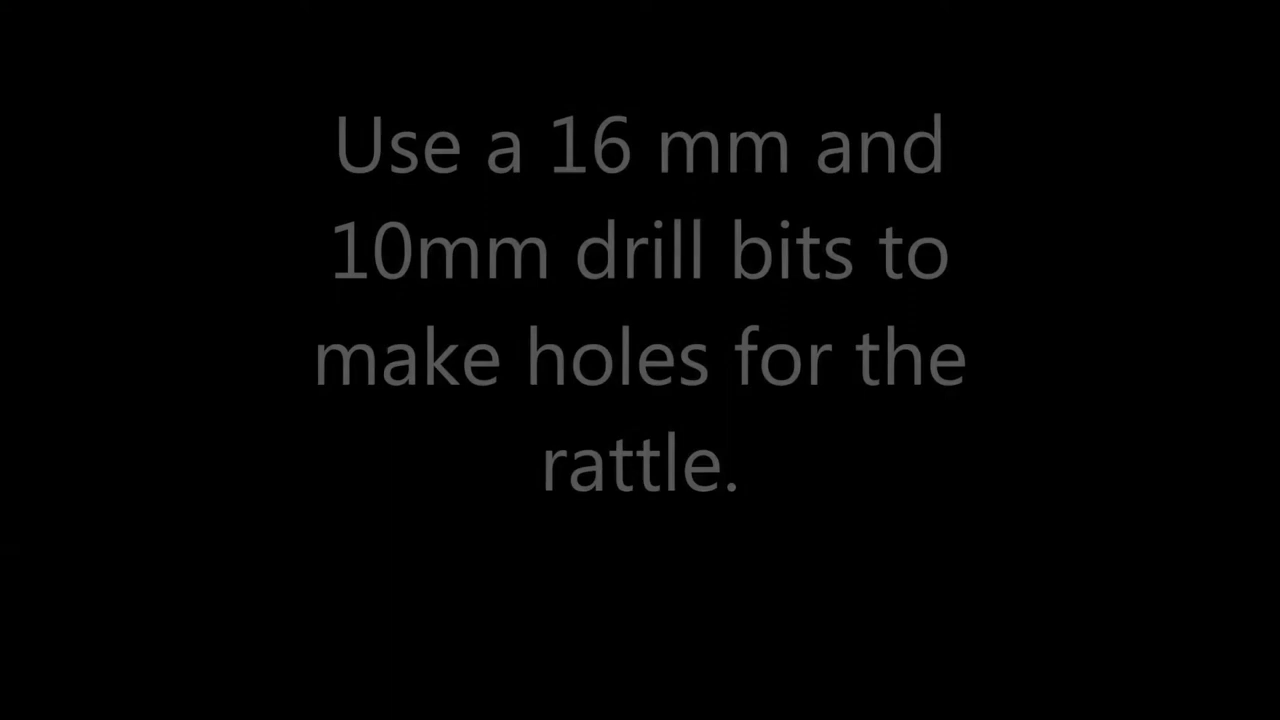 Use a 16 mm and
10mm drill bits to
make holes for the
rattle.